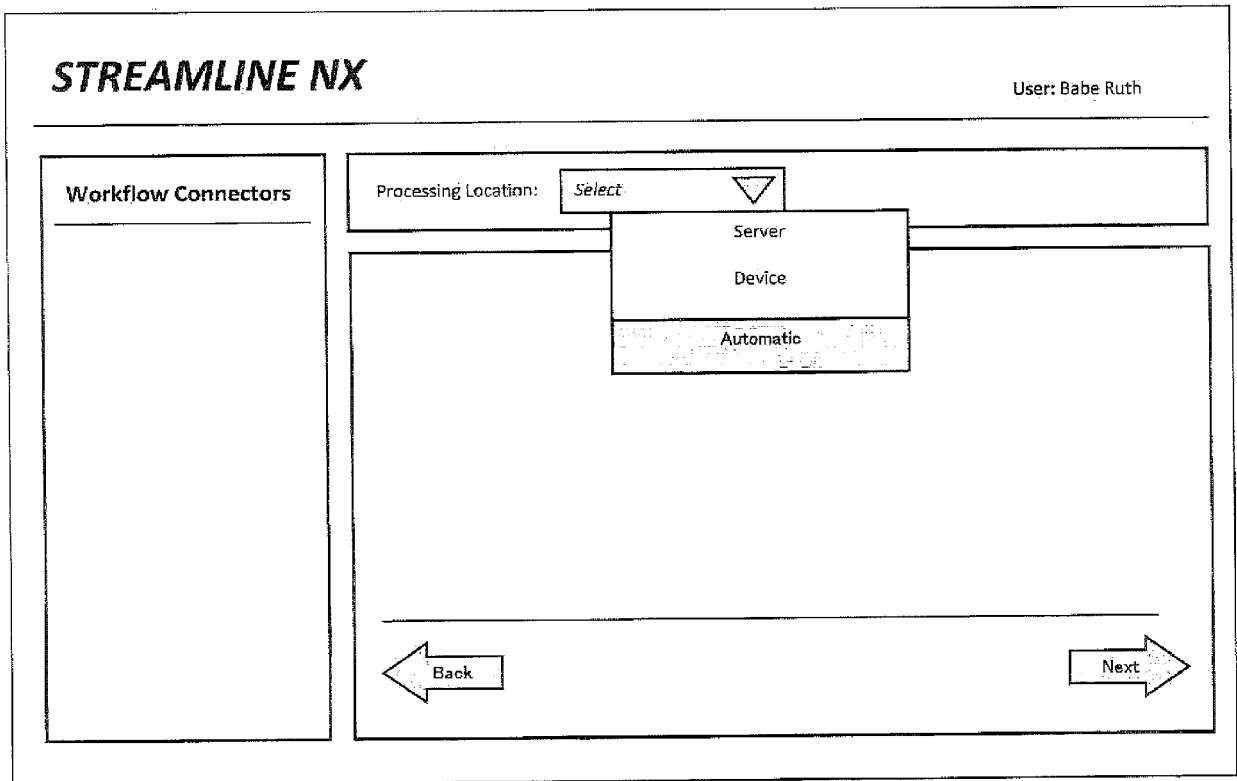 STREAMLINE NX
User: Babe Ruth
Workflow Connectors
Processing Location:
Select
Server
Device
Automatic
Back
Next